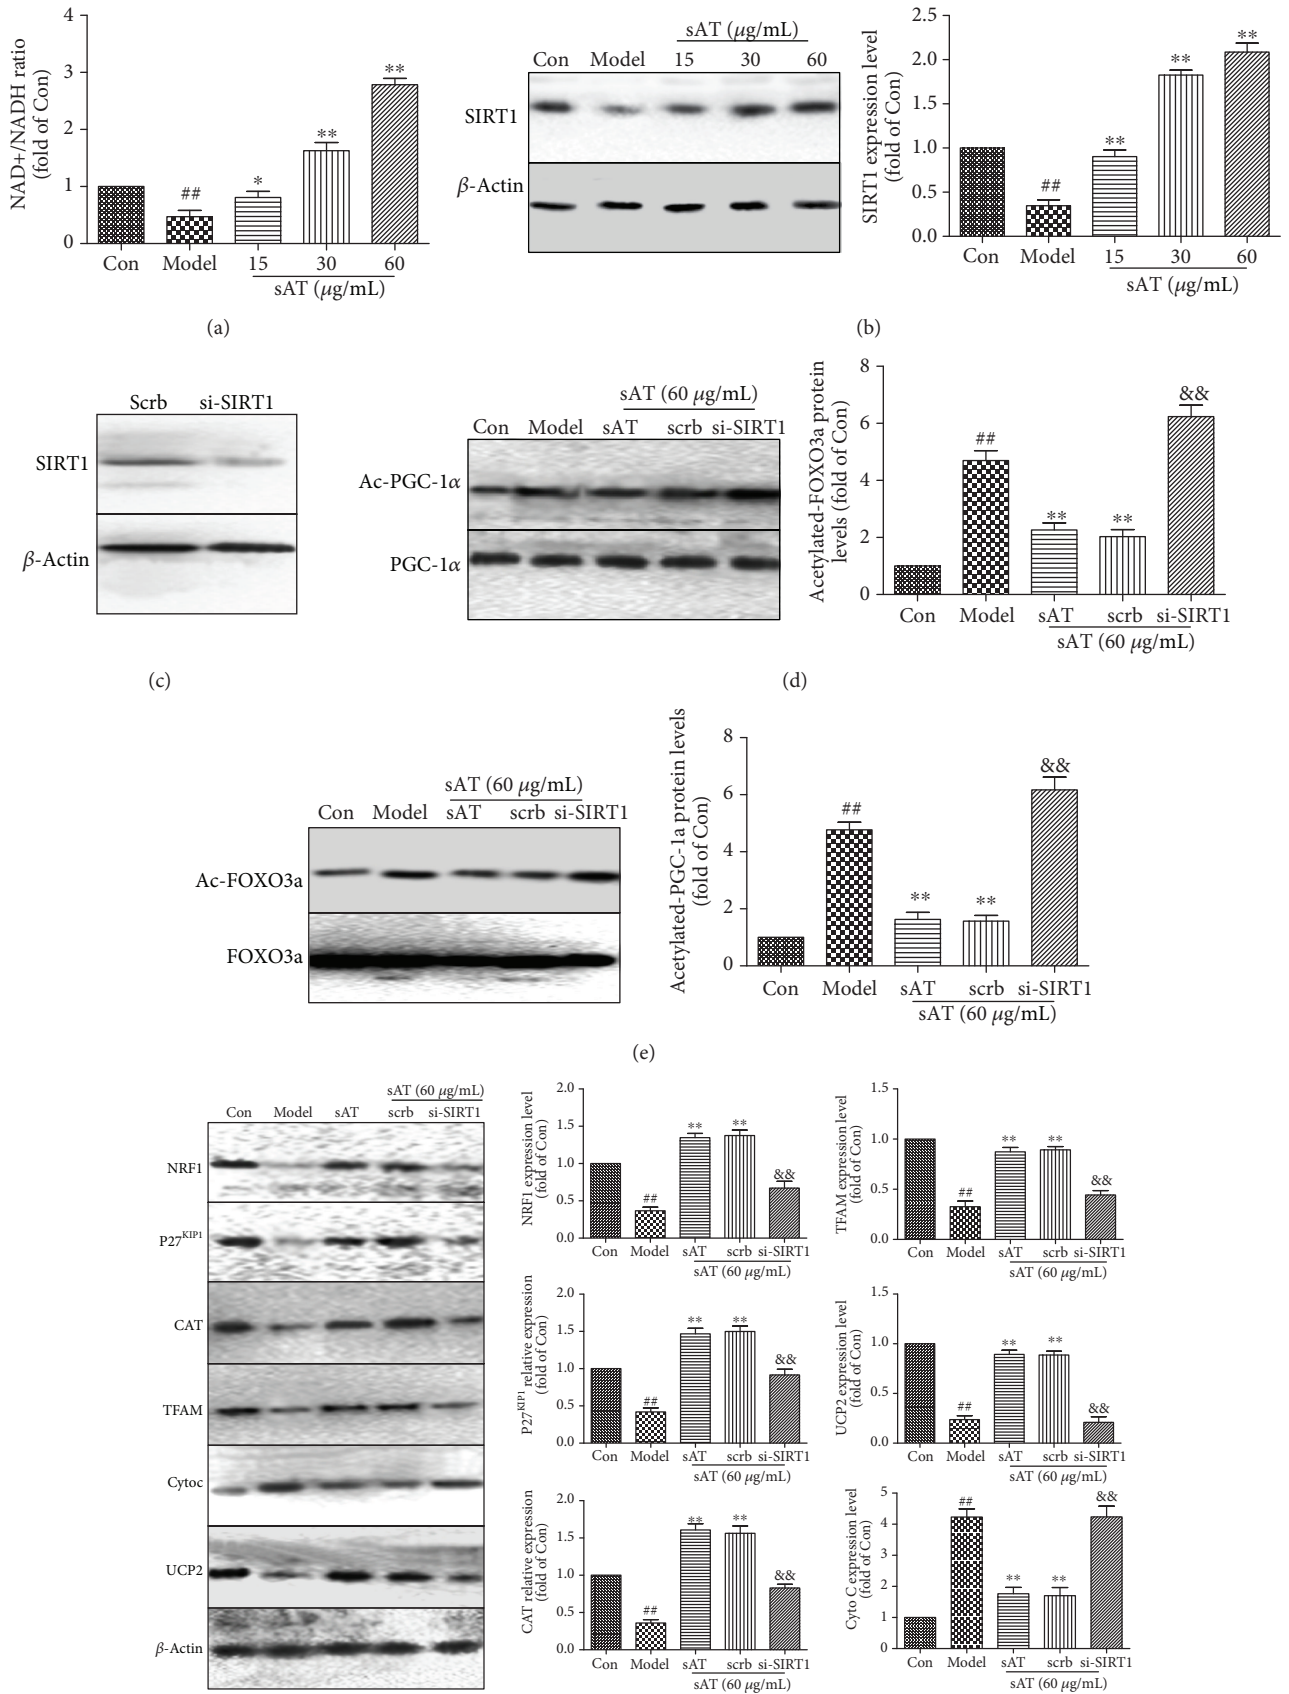 NAD+/NADH ratio
(fold of Con)
4
3
2
1
0
##
*
**
**
Con Model 15 30 60
sAT (μg/mL)
(a)
sAT (μg/mL)
Con Model 15 30 60
SIRT1
β-Actin
SIRT1 expression level
(fold of Con)
2.5
2.0
1.5
1.0
0.5
0.0
##
**
**
**
Con Model 15 30 60
sAT (μg/mL)
(b)
Scrb si-SIRT1
SIRT1
β-Actin
(c)
sAT (60 μg/mL)
Con Model sAT scrb si-SIRT1
Ac-PGC-1α
PGC-1α
Acetylated-FOXO3a protein
levels (fold of Con)
8
6
4
2
0
##
**
**
&&
Con Model sAT scrb si-SIRT1
sAT (60 μg/mL)
(d)
sAT (60 μg/mL)
Con Model sAT scrb si-SIRT1
Ac-FOXO3a
FOXO3a
Acetylated-PGC-1a protein levels
(fold of Con)
8
6
4
2
0
##
**
**
&&
Con Model sAT scrb si-SIRT1
sAT (60 μg/mL)
(e)
sAT (60 μg/mL)
Con Model sAT scrb si-SIRT1
NRF1
P27KIP1
CAT
TFAM
Cytoc
UCP2
β-Actin
NRF1 expression level
(fold of Con)
2.0
1.5
1.0
0.5
0.0
##
**
**
&&
Con Model sAT scrb si-SIRT1
sAT (60 μg/mL)
TFAM expression level
(fold of Con)
1.5
1.0
0.5
0.0
##
**
**
&&
Con Model sAT scrb si-SIRT1
sAT (60 μg/mL)
P27KIP1 relative expression
(fold of Con)
2.0
1.5
1.0
0.5
0.0
##
**
**
&&
Con Model sAT scrb si-SIRT1
sAT (60 μg/mL)
UCP2 expression level
(fold of Con)
1.5
1.0
0.5
0.0
##
**
**
&&
Con Model sAT scrb si-SIRT1
sAT (60 μg/mL)
CAT relative expression
(fold of Con)
2.0
1.5
1.0
0.5
0.0
##
**
**
&&
Con Model sAT scrb si-SIRT1
sAT (60 μg/mL)
Cyto C expression level
(fold of Con)
5
4
3
2
1
0
##
**
**
&&
Con Model sAT scrb si-SIRT1
sAT (60 μg/mL)